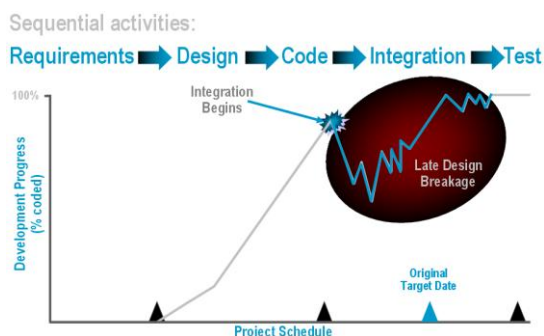 Sequential activities:
Requirements Design Code Integration Test
Integration
Begins
100%
Late Design
Breakage
Development Progress
(% coded)
Original
Target Date
Project Schedule